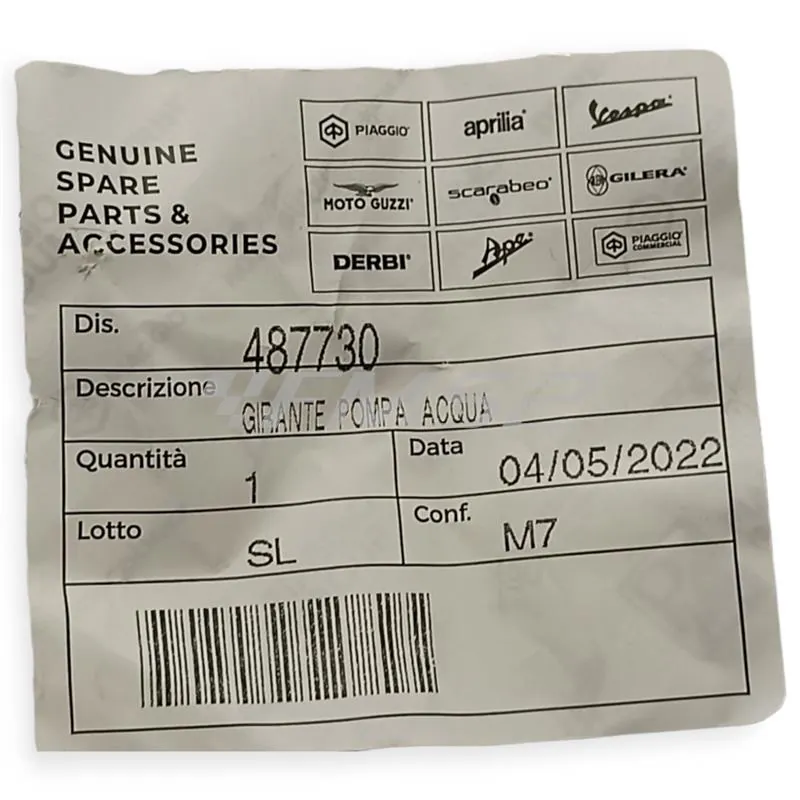 GENUINE
SPARE
PARTS &
ACCESSORIES
PIAGGIO
aprilia
Vespa
MOTO GUZZI
scarabeo
GILERA
DERBI
Ape
PIAGGIO
COMMERCIAL
Dis.
487730
Descrizione
GIRANTE POMPA ACQUA
Quantità
1
Data
04/05/2022
Lotto
SL
Conf.
M7